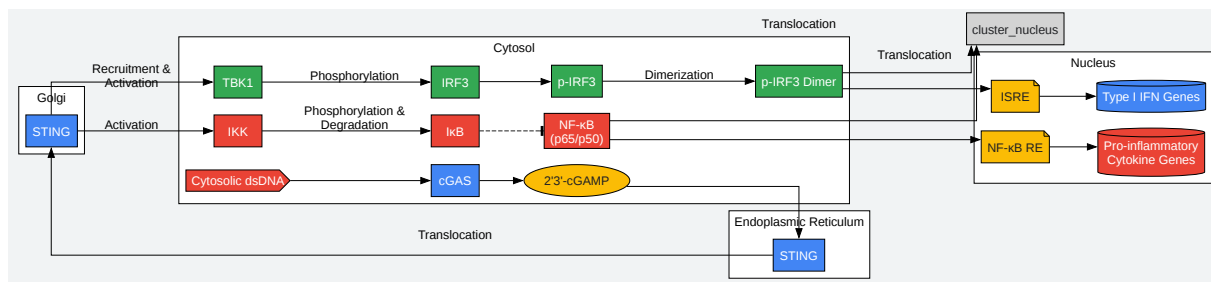 Translocation
cluster_nucleus
Cytosol
Translocation
Nucleus
Recruitment &
Activation
TBK1
Phosphorylation
IRF3
p-IRF3
Dimerization
p-IRF3 Dimer
Golgi
ISRE
Type I IFN Genes
STING
Activation
IKK
Phosphorylation &
Degradation
IκB
NF-κB
(p65/p50)
NF-κB RE
Pro-inflammatory
Cytokine Genes
Cytosolic dsDNA
cGAS
2'3'-cGAMP
Endoplasmic Reticulum
Translocation
STING